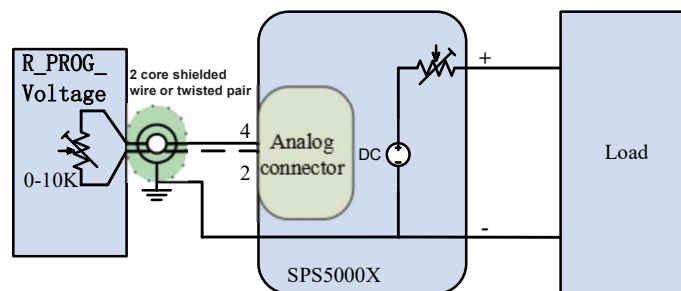 R_PROG_
Voltage
0-10K
2 core shielded
wire or twisted pair
4
2
Analog
connector
DC
+
-
+
-
SPS5000X
Load